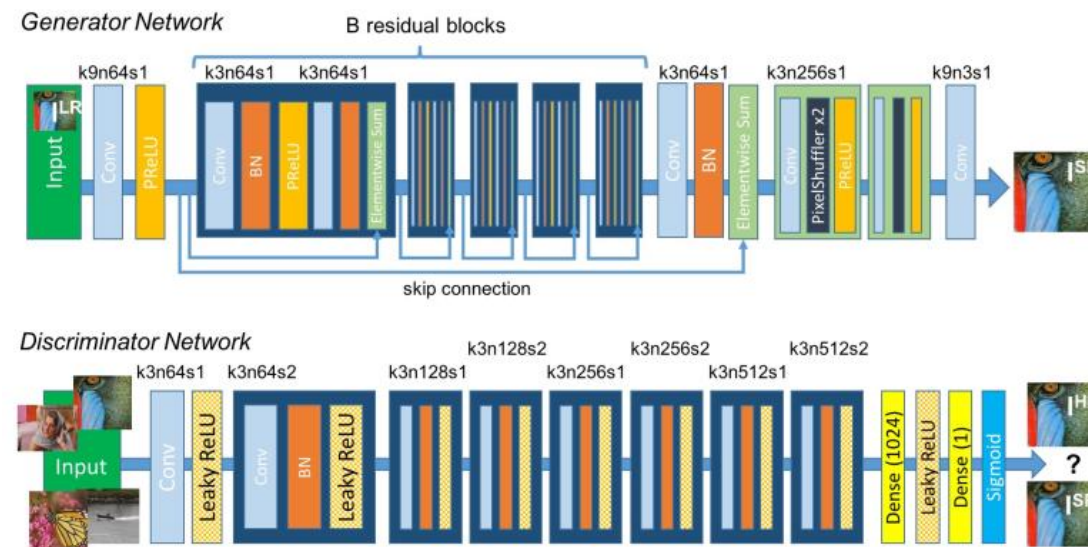 Generator Network
B residual blocks
k9n64s1
k3n64s1
k3n64s1
k3n64s1
k3n256s1
k9n3s1
I LR
Input
Conv
PReLU
Conv
BN
PReLU
Elementwise Sum
Conv
BN
Elementwise Sum
Conv
PixelShuffler x2
PReLU
Conv
I S
skip connection
Discriminator Network
k3n128s2
k3n256s2
k3n512s2
k3n64s1
k3n64s2
k3n128s1
k3n256s1
k3n512s1
Input
Conv
Leaky ReLU
Conv
BN
Leaky ReLU
Dense (1024)
Leaky ReLU
Dense (1)
Sigmoid
I H
?
I S